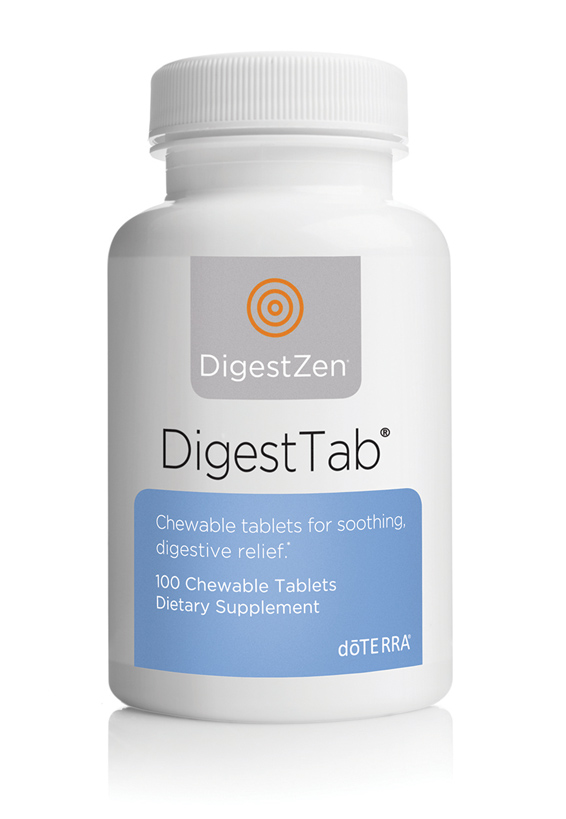 DigestZen®
DigestTab®
Chewable tablets for soothing,
digestive relief.*
100 Chewable Tablets
Dietary Supplement
dōTERRA®